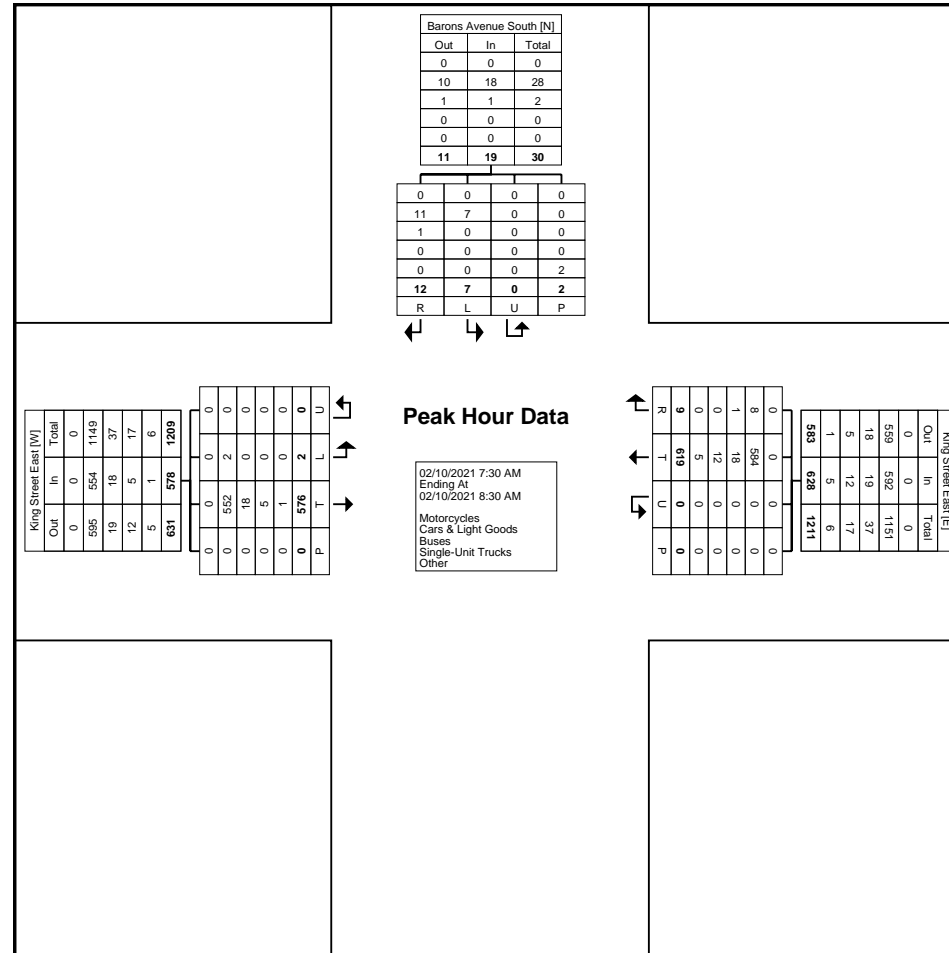 Barons Avenue South [N]
Out In Total
0 0 0
10 18 28
1 1 2
0 0 0
0 0 0
11 19 30
0 0 0 0
11 7 0 0
1 0 0 0
0 0 0 0
0 0 0 2
12 7 0 2
R L U P
King Street East [W]
Out In Total
0 0 0
595 554 1149
19 18 37
12 5 17
5 1 6
631 578 1209
0 0 0 0
0 552 2 0
0 18 0 0
0 5 0 0
0 1 0 0
0 576 2 0
P T L U
Peak Hour Data
02/10/2021 7:30 AM
Ending At
02/10/2021 8:30 AM
Motorcycles
Cars & Light Goods
Buses
Single-Unit Trucks
Other
King Street East [E]
Out In Total
0 0 0
559 592 1151
18 19 37
5 12 17
1 5 6
583 628 1211
0 0 0 0
8 584 0 0
1 18 0 0
0 12 0 0
0 5 0 0
9 619 0 0
R T U P